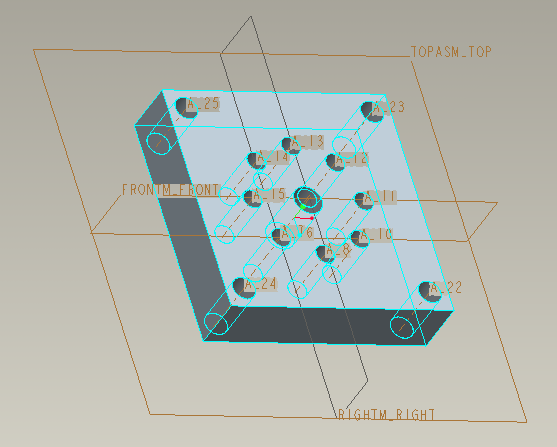 TOPASM_TOP
A_25
A_23
A_13
A_14
A_12
FRONTM_FRONT
A_15
A_11
A_16
A_10
A_8
A_24
A_22
RIGHTM_RIGHT